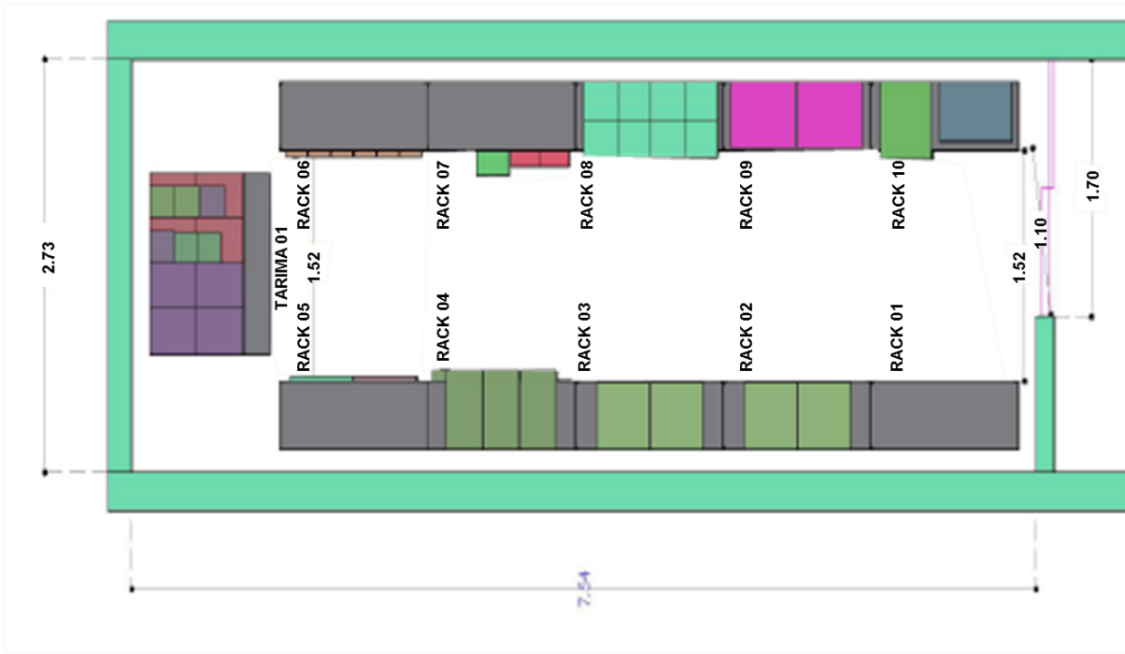 RACK 06
RACK 07
RACK 08
RACK 09
RACK 10
1.70
2.73
TARIMA 01
1.52
1.52
1.10
RACK 05
RACK 04
RACK 03
RACK 02
RACK 01
7.54